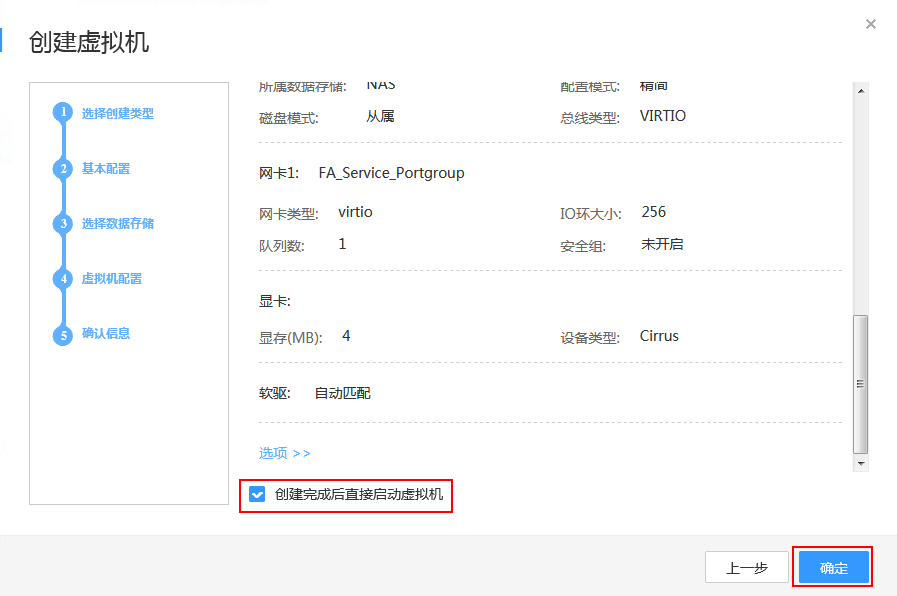 创建虚拟机
1 选择创建类型
2 基本配置
3 选择数据存储
4 虚拟机配置
5 确认信息
所属数据存储: NAS 配置模式: 精简
磁盘模式: 从属 总线类型: VIRTIO
网卡1: FA_Service_Portgroup
网卡类型: virtio IO环大小: 256
队列数: 1 安全组: 未开启
显卡:
显存(MB): 4 设备类型: Cirrus
软驱: 自动匹配
选项 >>
创建完成后直接启动虚拟机
上一步 确定